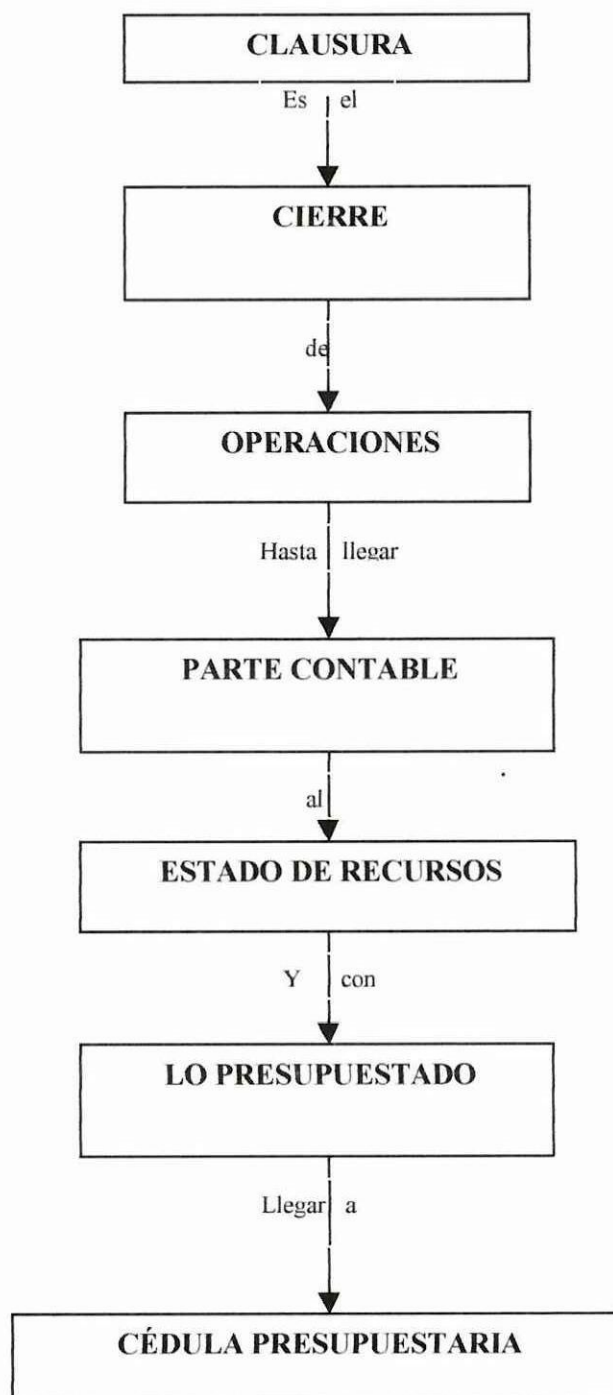 CLAUSURA
Es el
CIERRE
de
OPERACIONES
Hasta llegar
PARTE CONTABLE
al
ESTADO DE RECURSOS
Y con
LO PRESUPUESTADO
Llegar a
CÉDULA PRESUPUESTARIA